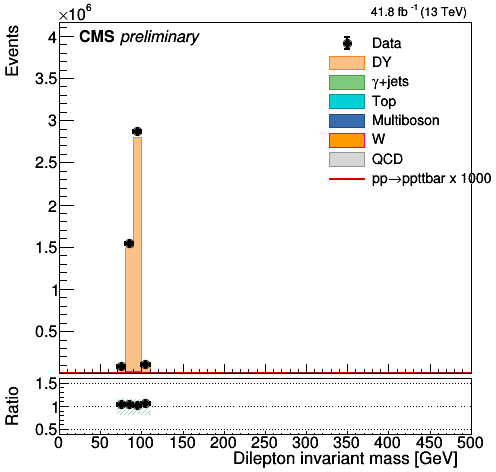 ×10⁶
41.8 fb⁻¹ (13 TeV)
CMS preliminary
Events
4
3.5
3
2.5
2
1.5
1
0.5
Data
DY
γ+jets
Top
Multiboson
W
QCD
pp→ppttbar x 1000
Ratio
1.5
1
0.5
0 50 100 150 200 250 300 350 400 450 500
Dilepton invariant mass [GeV]